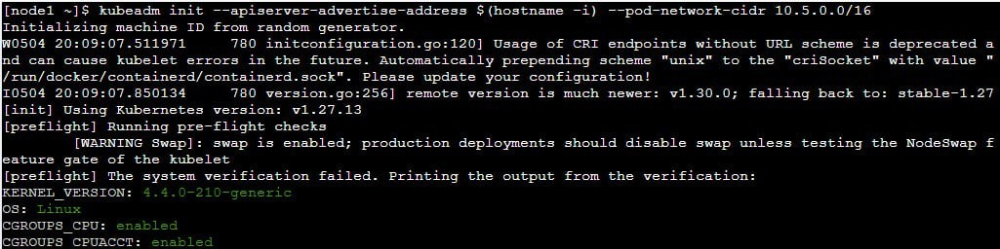 [node1 ~]$ kubeadm init --apiserver-advertise-address $(hostname -i) --pod-network-cidr 10.5.0.0/16
Initializing machine ID from random generator.
W0504 20:09:07.511971     780 initconfiguration.go:120] Usage of CRI endpoints without URL scheme is deprecated a
nd can cause kubelet errors in the future. Automatically prepending scheme "unix" to the "criSocket" with value "
/run/docker/containerd/containerd.sock". Please update your configuration!
I0504 20:09:07.850134     780 version.go:256] remote version is much newer: v1.30.0; falling back to: stable-1.27
[init] Using Kubernetes version: v1.27.13
[preflight] Running pre-flight checks
        [WARNING Swap]: swap is enabled; production deployments should disable swap unless testing the NodeSwap f
eature gate of the kubelet
[preflight] The system verification failed. Printing the output from the verification:
KERNEL_VERSION: 4.4.0-210-generic
OS: Linux
CGROUPS_CPU: enabled
CGROUPS_CPUACCT: enabled